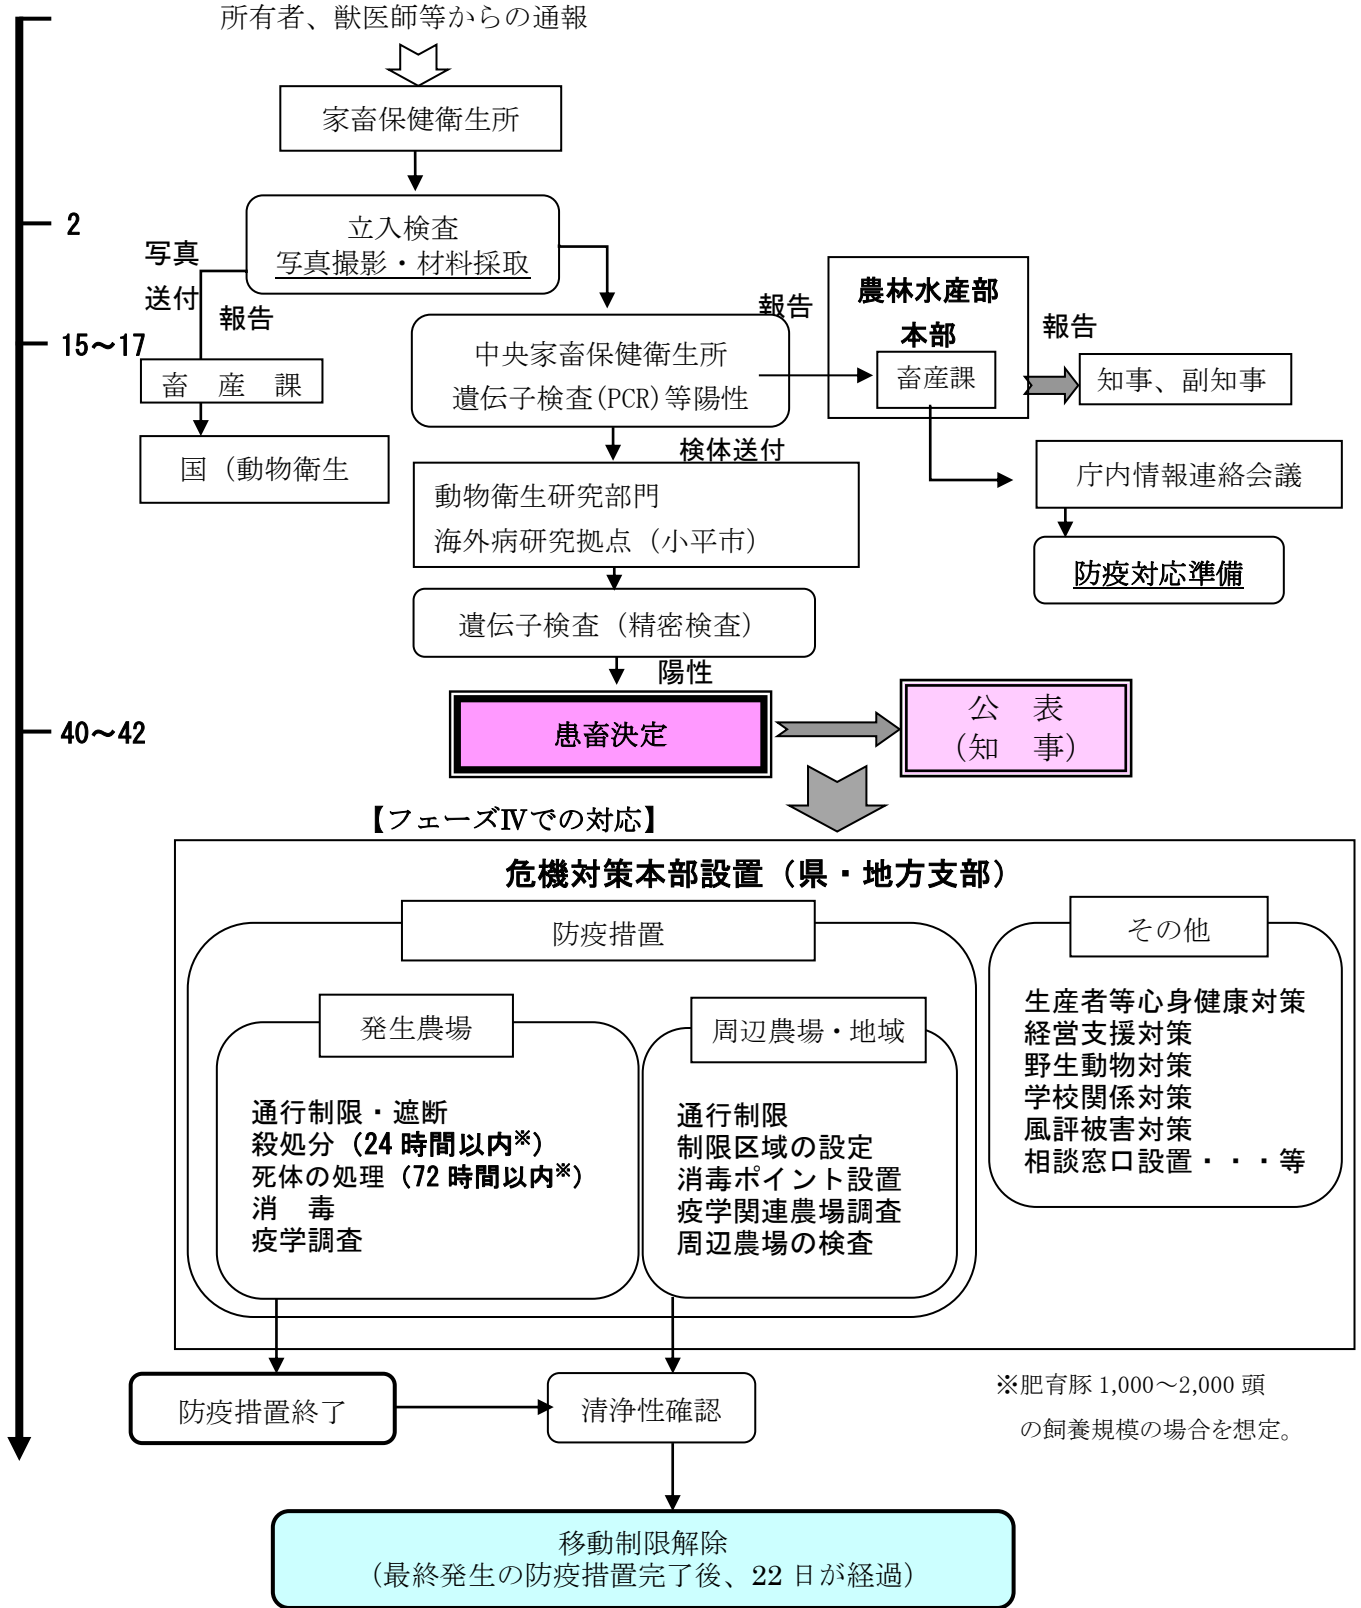 所有者、獣医師等からの通報
家畜保健衛生所
2
立入検査
写真撮影・材料採取
写真
送付
報告
15～17
畜　産　課
国（動物衛生
中央家畜保健衛生所
遺伝子検査(PCR)等陽性
報告
農林水産部
本部
畜産課
報告
知事、副知事
庁内情報連絡会議
防疫対応準備
検体送付
動物衛生研究部門
海外病研究拠点（小平市）
遺伝子検査（精密検査）
陽性
40～42
患畜決定
公　表
（知　事）
【フェーズⅣでの対応】
危機対策本部設置（県・地方支部）
防疫措置
発生農場
通行制限・遮断
殺処分（24 時間以内※）
死体の処理（72 時間以内※）
消　毒
疫学調査
周辺農場・地域
通行制限
制限区域の設定
消毒ポイント設置
疫学関連農場調査
周辺農場の検査
その他
生産者等心身健康対策
経営支援対策
野生動物対策
学校関係対策
風評被害対策
相談窓口設置・・・等
防疫措置終了
清浄性確認
※肥育豚 1,000～2,000 頭
の飼養規模の場合を想定。
移動制限解除
（最終発生の防疫措置完了後、22 日が経過）